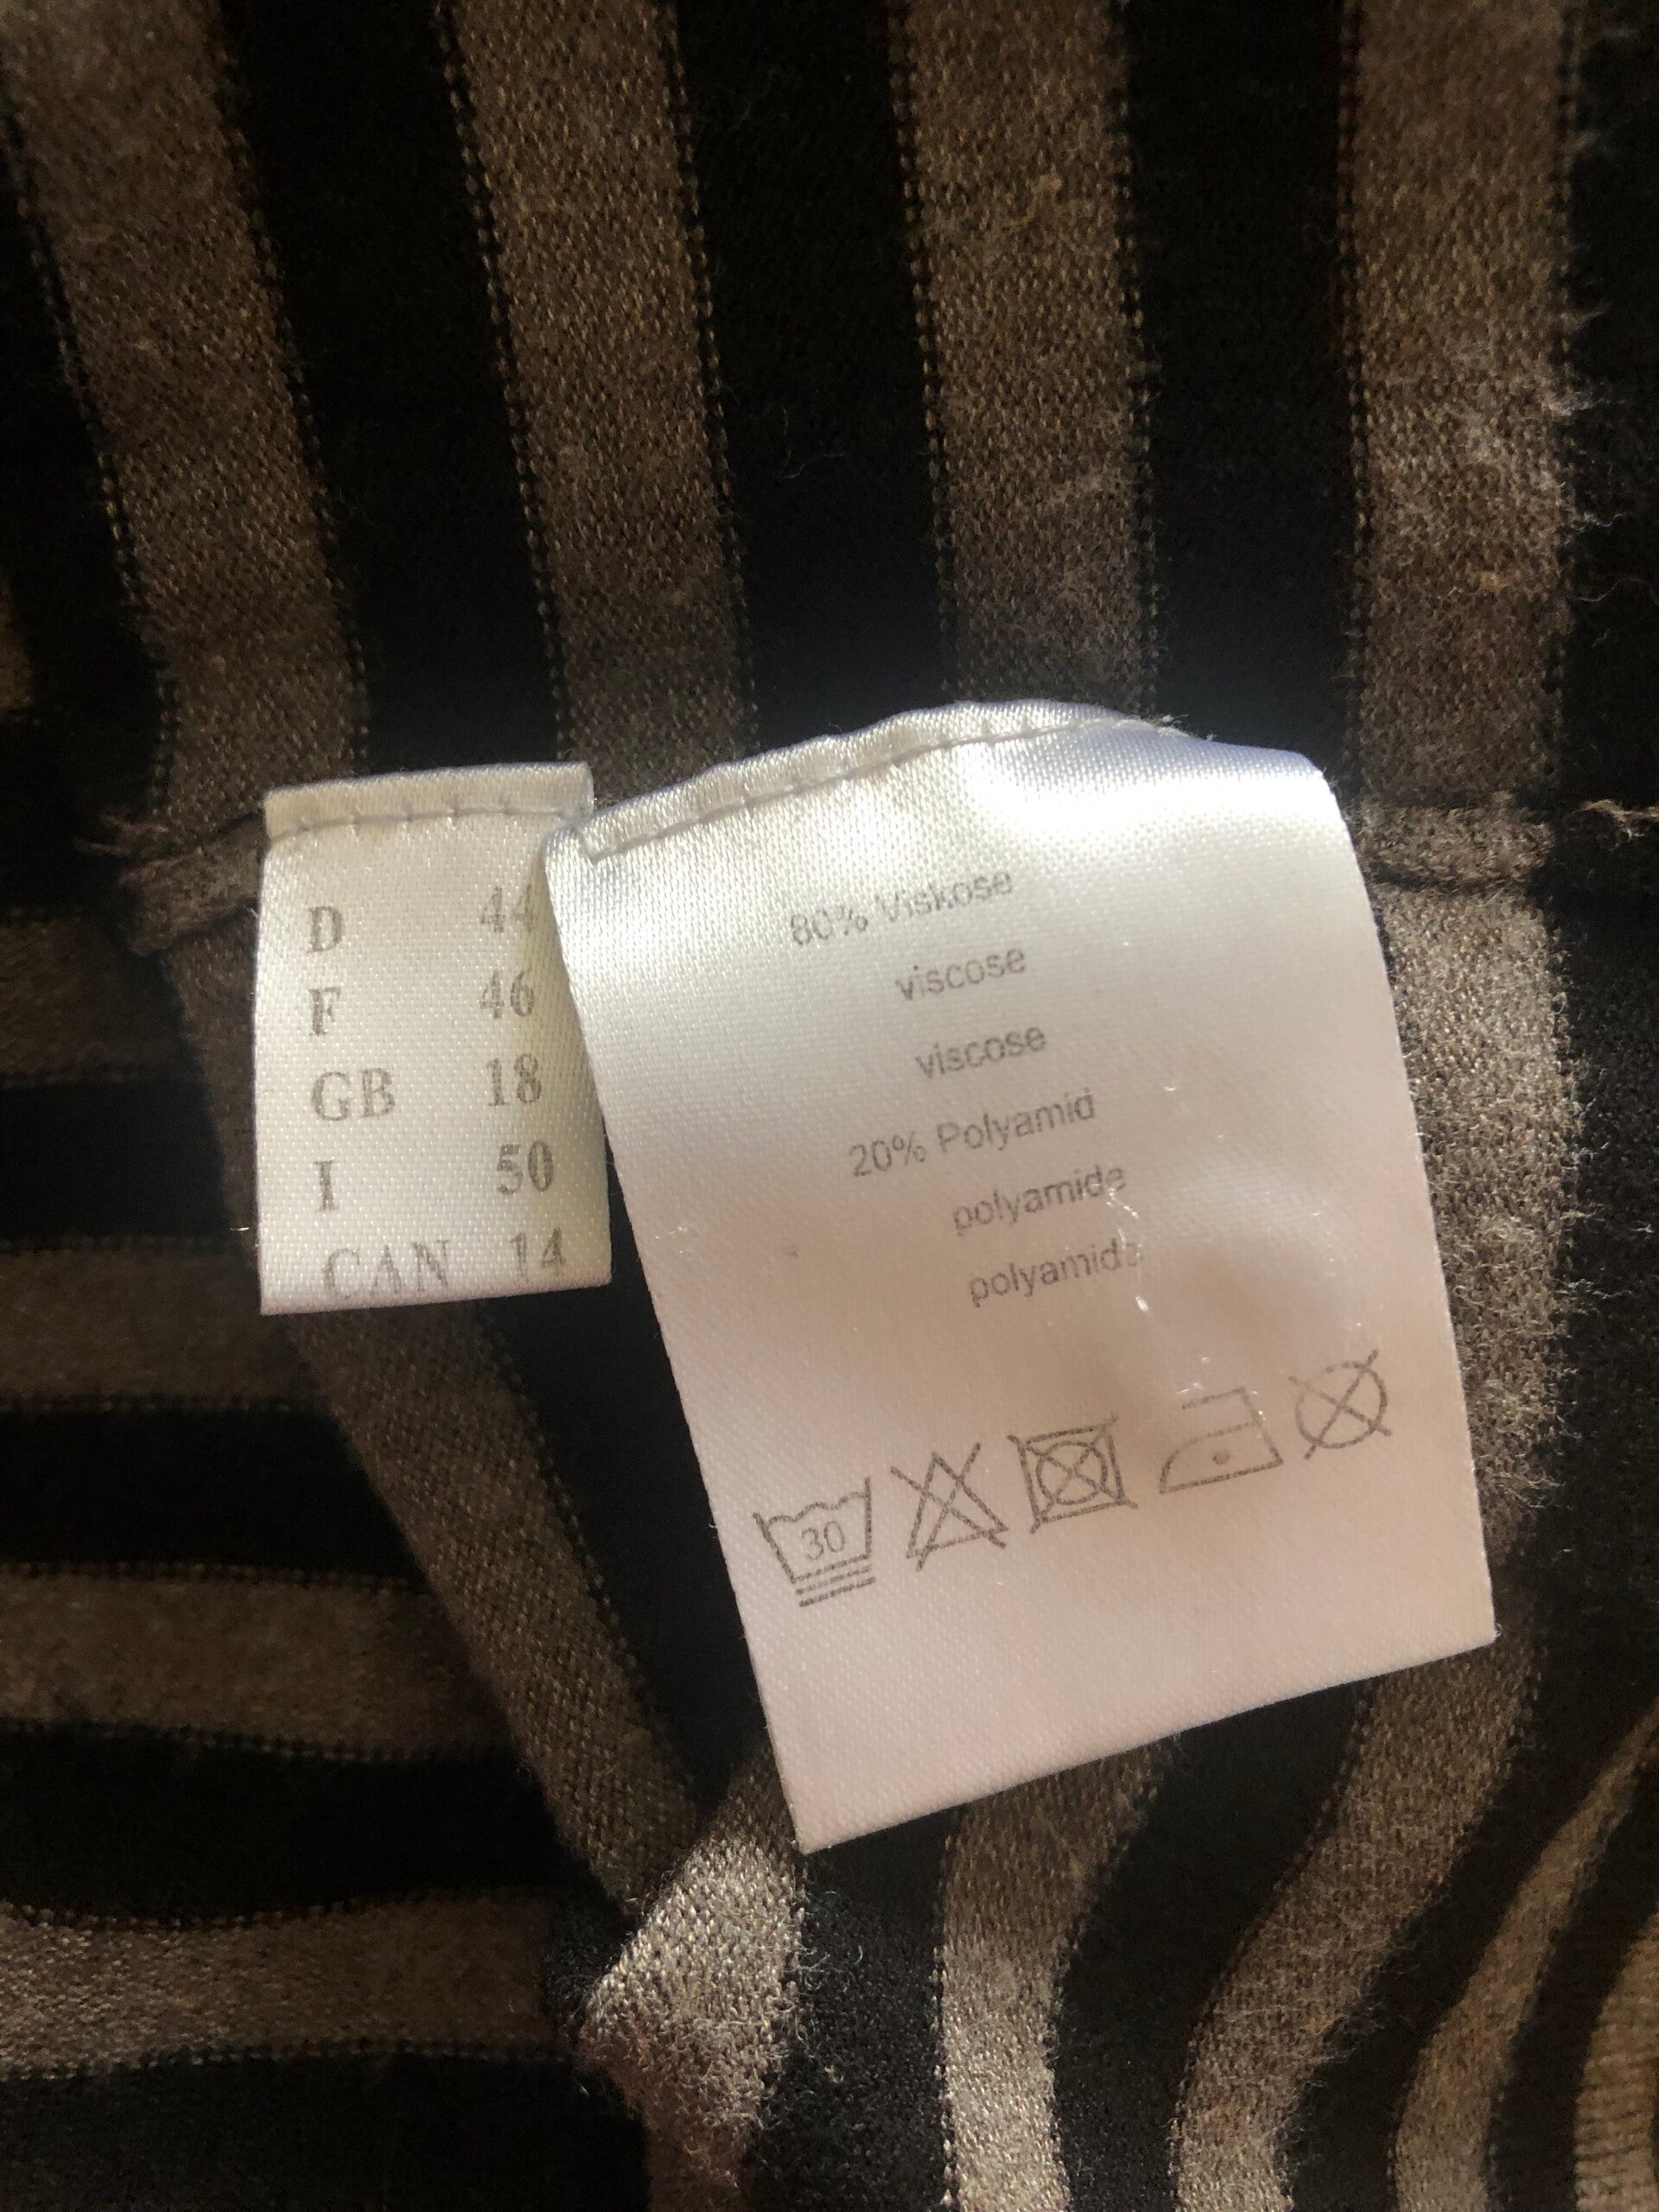 D 44
F 46
GB 18
I 50
CAN 14
80% Viskose
viscose
viscose
20% Polyamid
polyamide
polyamide
30